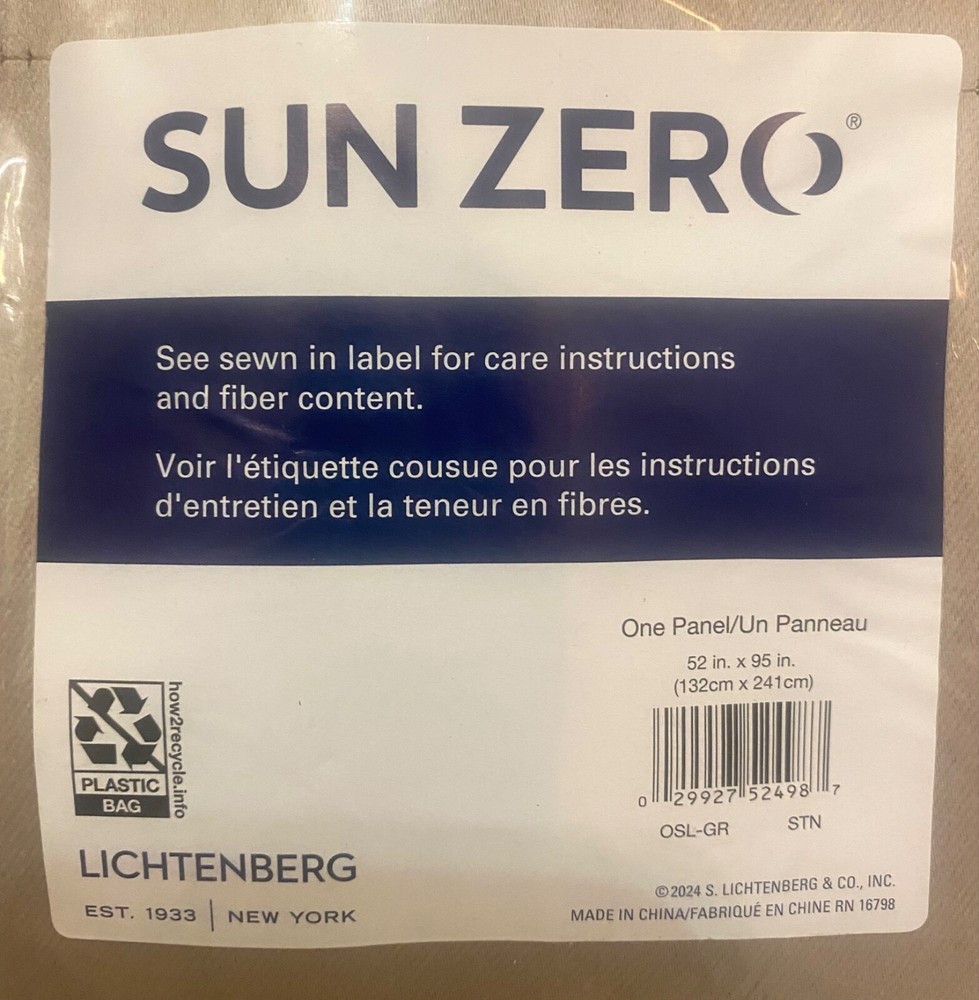 SUN ZERO®
See sewn in label for care instructions
and fiber content.
Voir l'étiquette cousue pour les instructions
d'entretien et la teneur en fibres.
One Panel/Un Panneau
52 in. x 95 in.
(132cm x 241cm)
0 29927 52498 7
OSL-GR STN
how2recycle.info
PLASTIC
BAG
LICHTENBERG
EST. 1933 | NEW YORK
©2024 S. LICHTENBERG & CO., INC.
MADE IN CHINA/FABRIQUÉ EN CHINE RN 16798